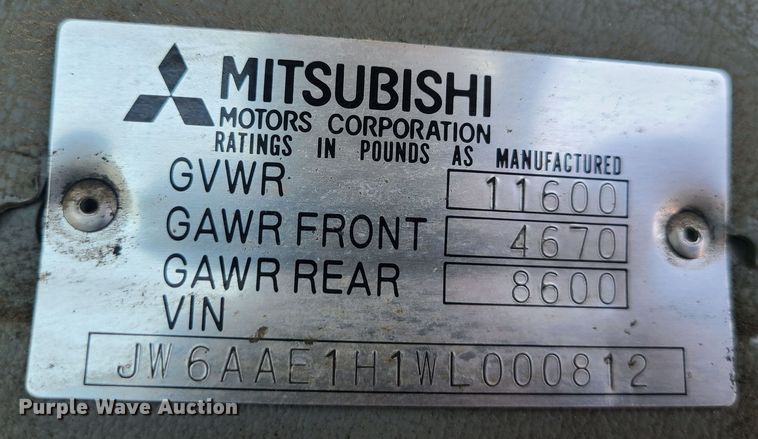 MITSUBISHI
MOTORS CORPORATION
RATINGS IN POUNDS AS MANUFACTURED
GVWR 11600
GAWR FRONT 4670
GAWR REAR 8600
VIN
JW6AAE1H1WL000812
Purple Wave Auction